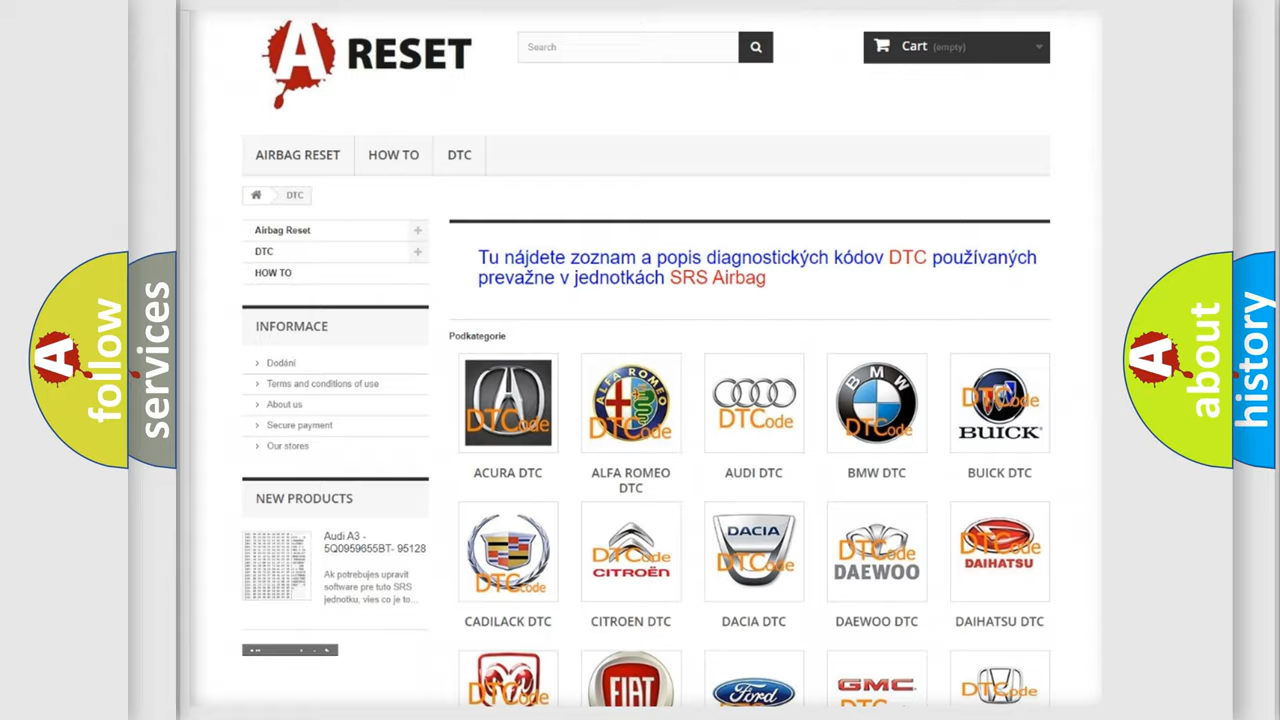 A RESET
Search
Cart (empty)
AIRBAG RESET
HOW TO
DTC
DTC
Airbag Reset
DTC
HOW TO
INFORMACE
Dodání
Terms and conditions of use
About us
Secure payment
Our stores
NEW PRODUCTS
Audi A3 -
5Q0959655BT- 95128
Ak potrebujes upravit
software pre tuto SRS
jednotku, vies co je to...
Tu nájdete zoznam a popis diagnostických kódov DTC používaných
prevažne v jednotkách SRS Airbag
Podkategorie
DTCode
ALFA ROMEO
DTCode
DTCode
BMW
DTCode
DTCode
BUICK
ACURA DTC
ALFA ROMEO
DTC
AUDI DTC
BMW DTC
BUICK DTC
DTCode
DTCode
CITROËN
DACIA
DTCode
DTCode
DAEWOO
DTCode
DAIHATSU
CADILACK DTC
CITROEN DTC
DACIA DTC
DAEWOO DTC
DAIHATSU DTC
DTCode
FIAT
Ford
GMC
DTCode
A follow
services
A about
history